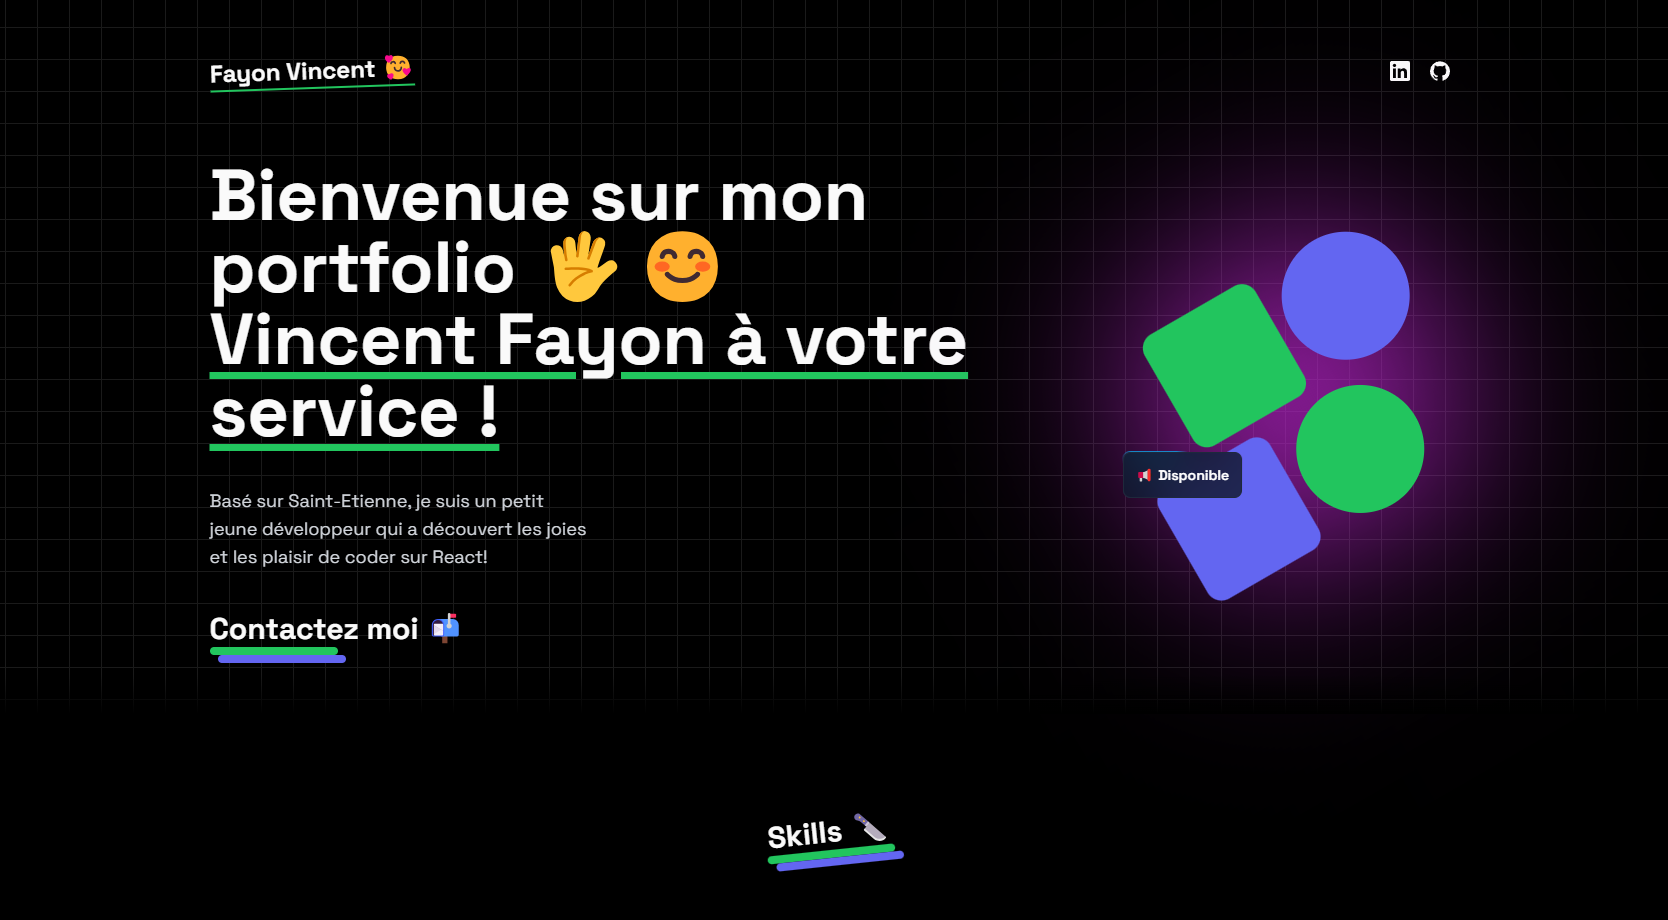 Fayon Vincent 🥰
Bienvenue sur mon
portfolio 🖐 😊
Vincent Fayon à votre
service !
Disponible
Basé sur Saint-Etienne, je suis un petit
jeune développeur qui a découvert les joies
et les plaisir de coder sur React!
Contactez moi 📬
Skills 🔪